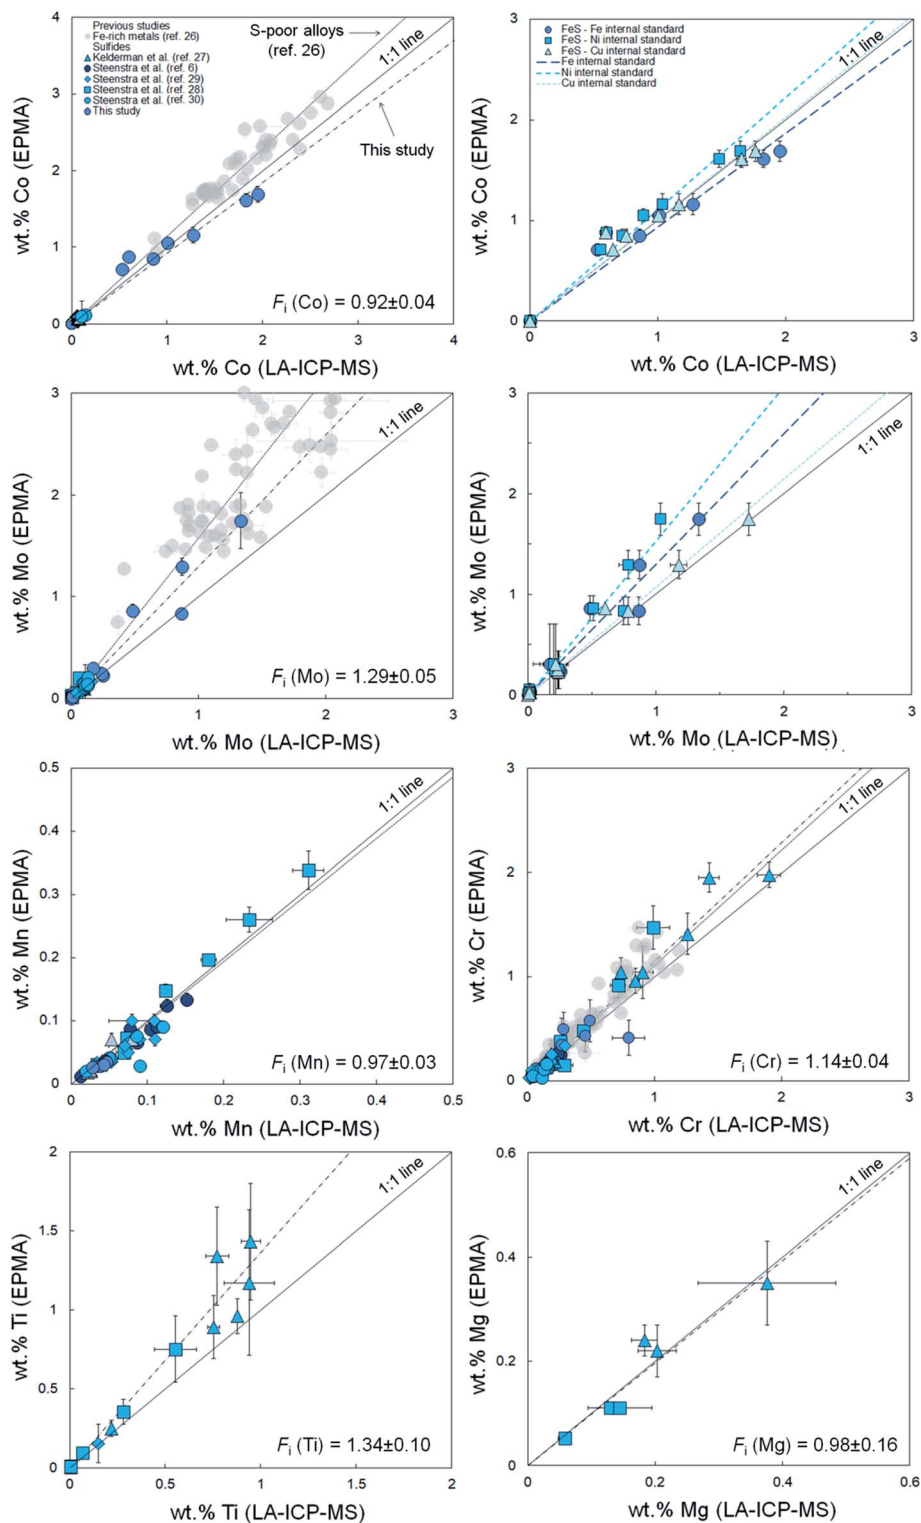 4
3
2
1
0
0
1
2
3
4
wt.% Co (EPMA)
wt.% Co (LA-ICP-MS)
Previous studies
Fe-rich metals (ref. 26)
Sulfides
Kelderman et al. (ref. 27)
Steenstra et al. (ref. 6)
Steenstra et al. (ref. 29)
Steenstra et al. (ref. 28)
Steenstra et al. (ref. 30)
This study
S-poor alloys
(ref. 26)
1:1 line
This study
Fi (Co) = 0.92±0.04
3
2
1
0
0
1
2
3
wt.% Co (EPMA)
wt.% Co (LA-ICP-MS)
FeS - Fe internal standard
FeS - Ni internal standard
FeS - Cu internal standard
Fe internal standard
Ni internal standard
Cu internal standard
1:1 line
3
2
1
0
0
1
2
3
wt.% Mo (EPMA)
wt.% Mo (LA-ICP-MS)
1:1 line
Fi (Mo) = 1.29±0.05
3
2
1
0
0
1
2
3
wt.% Mo (EPMA)
wt.% Mo (LA-ICP-MS)
1:1 line
0.5
0.4
0.3
0.2
0.1
0
0
0.1
0.2
0.3
0.4
0.5
wt.% Mn (EPMA)
wt.% Mn (LA-ICP-MS)
1:1 line
Fi (Mn) = 0.97±0.03
3
2
1
0
0
1
2
3
wt.% Cr (EPMA)
wt.% Cr (LA-ICP-MS)
1:1 line
Fi (Cr) = 1.14±0.04
2
1.5
1
0.5
0
0
0.5
1
1.5
2
wt.% Ti (EPMA)
wt.% Ti (LA-ICP-MS)
1:1 line
Fi (Ti) = 1.34±0.10
0.6
0.4
0.2
0
0
0.2
0.4
0.6
wt.% Mg (EPMA)
wt.% Mg (LA-ICP-MS)
1:1 line
Fi (Mg) = 0.98±0.16